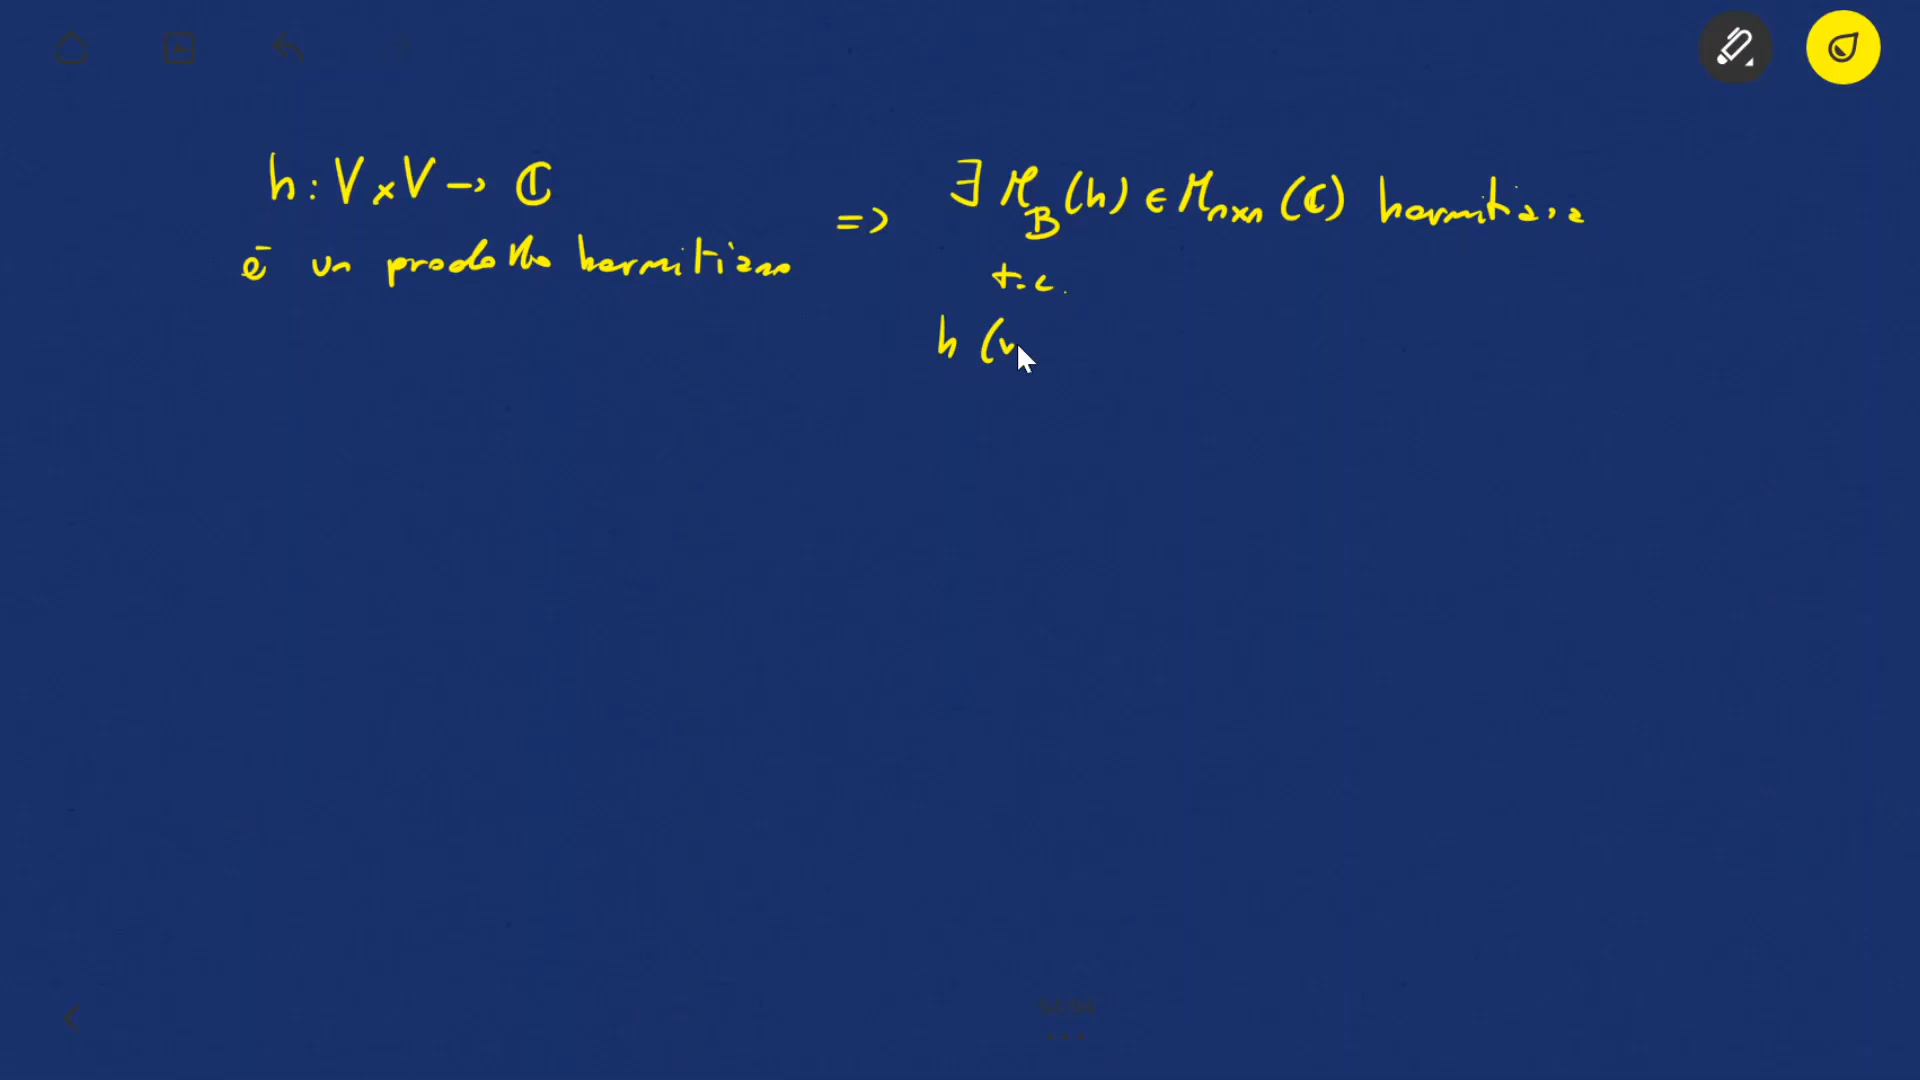 h : V × V → ℂ
è un prodotto hermitiano
⇒
∃ M_B (h) ∈ M_{n×n} (ℂ) hermitiana
t.c.
h (v